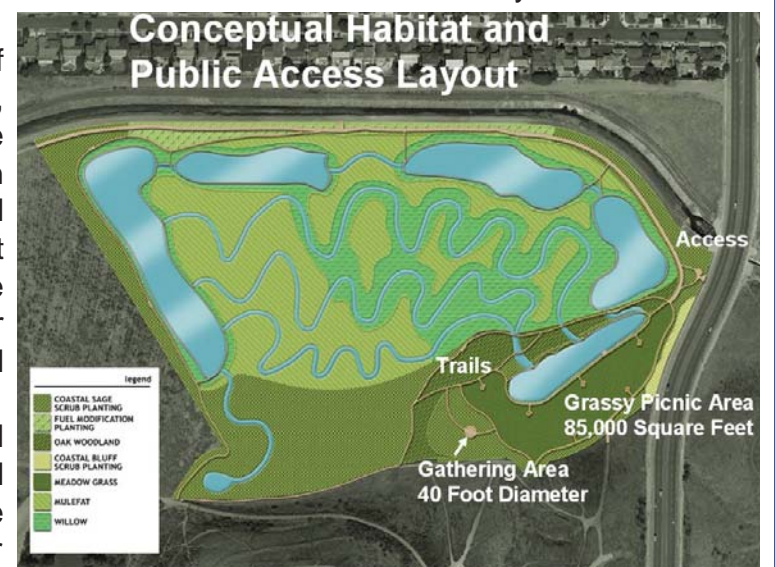 Conceptual Habitat and
Public Access Layout
Access
Trails
Grassy Picnic Area
85,000 Square Feet
Gathering Area
40 Foot Diameter
legend
COASTAL SAGE
SCRUB PLANTING
FUEL MODIFICATION
PLANTING
OAK WOODLAND
COASTAL BLUFF
SCRUB PLANTING
MEADOW GRASS
MULEFAT
WILLOW